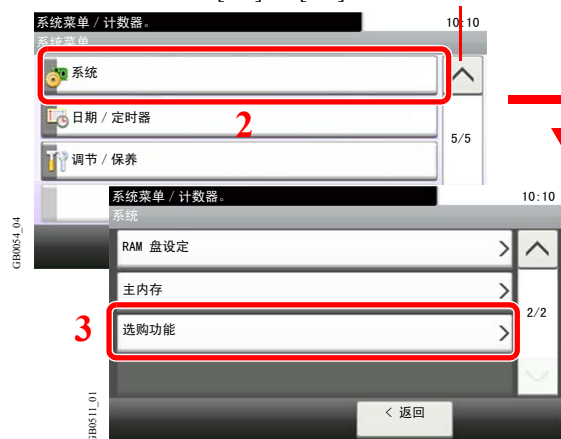 系统菜单 / 计数器。
10:10
系统菜单
系统
日期 / 定时器
2
5/5
调节 / 保养
GB0054_04
系统菜单 / 计数器。
10:10
系统
RAM 盘设定
主内存
2/2
3
选购功能
GB0511_01
< 返回